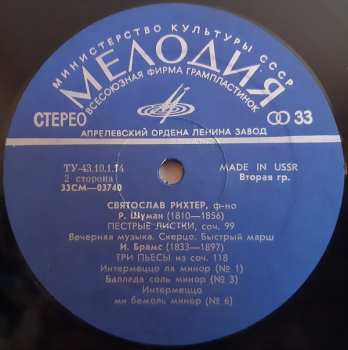 МИНИСТЕРСТВО КУЛЬТУРЫ СССР
МЕЛОДИЯ
ВСЕСОЮЗНАЯ ФИРМА ГРАМПЛАСТИНОК
СТЕРЕО
33
АПРЕЛЕВСКИЙ ОРДЕНА ЛЕНИНА ЗАВОД
ТУ-43.10.1.74
MADE IN USSR
2 сторона
Вторая гр.
33СМ—03740
СВЯТОСЛАВ РИХТЕР, ф-но
Р. Шуман (1810—1856)
ПЕСТРЫЕ ЛИСТКИ, соч. 99
Вечерная музыка. Скерцо. Быстрый марш
И. Брамс (1833—1897)
ТРИ ПЬЕСЫ из соч. 118
Интермеццо ля минор (№ 1)
Баллада соль минор (№ 3)
Интермеццо
ми бемоль минор (№ 6)